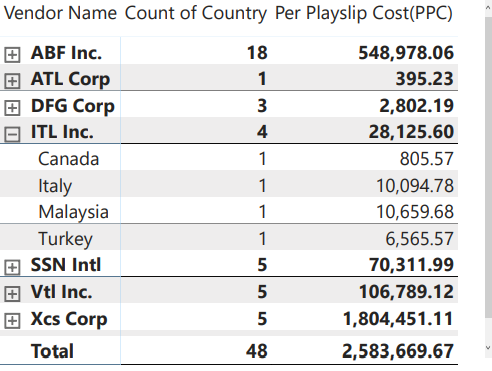 Vendor Name Count of Country Per Playslip Cost(PPC)
ABF Inc. 18 548,978.06
ATL Corp 1 395.23
DFG Corp 3 2,802.19
ITL Inc. 4 28,125.60
Canada 1 805.57
Italy 1 10,094.78
Malaysia 1 10,659.68
Turkey 1 6,565.57
SSN Intl 5 70,311.99
Vtl Inc. 5 106,789.12
Xcs Corp 5 1,804,451.11
Total 48 2,583,669.67